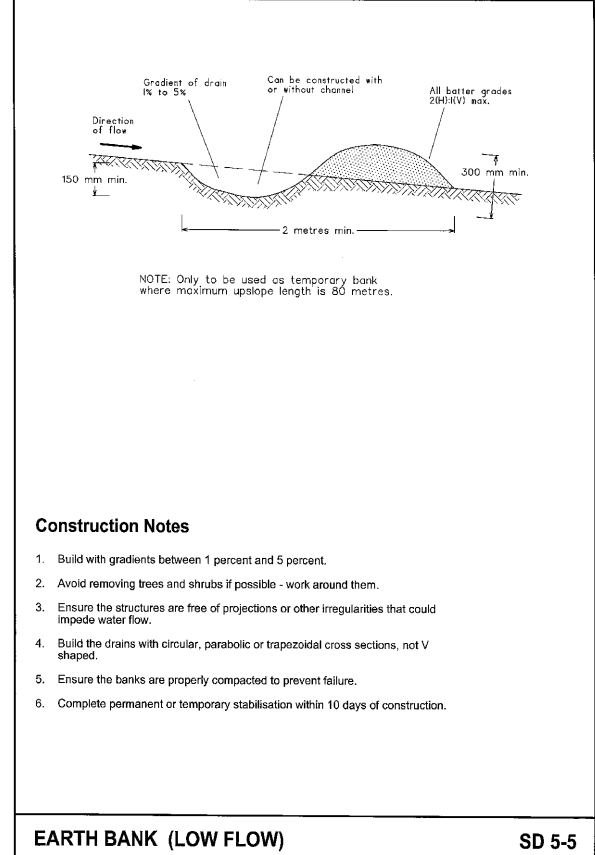 Gradient of drain
1% to 5%
Can be constructed with
or without channel
All batter grades
2(H):1(V) max.
Direction
of flow
150 mm min.
300 mm min.
2 metres min.
NOTE: Only to be used as temporary bank
where maximum upslope length is 80 metres.
Construction Notes
1. Build with gradients between 1 percent and 5 percent.
2. Avoid removing trees and shrubs if possible - work around them.
3. Ensure the structures are free of projections or other irregularities that could
impede water flow.
4. Build the drains with circular, parabolic or trapezoidal cross sections, not V
shaped.
5. Ensure the banks are properly compacted to prevent failure.
6. Complete permanent or temporary stabilisation within 10 days of construction.
EARTH BANK (LOW FLOW)
SD 5-5